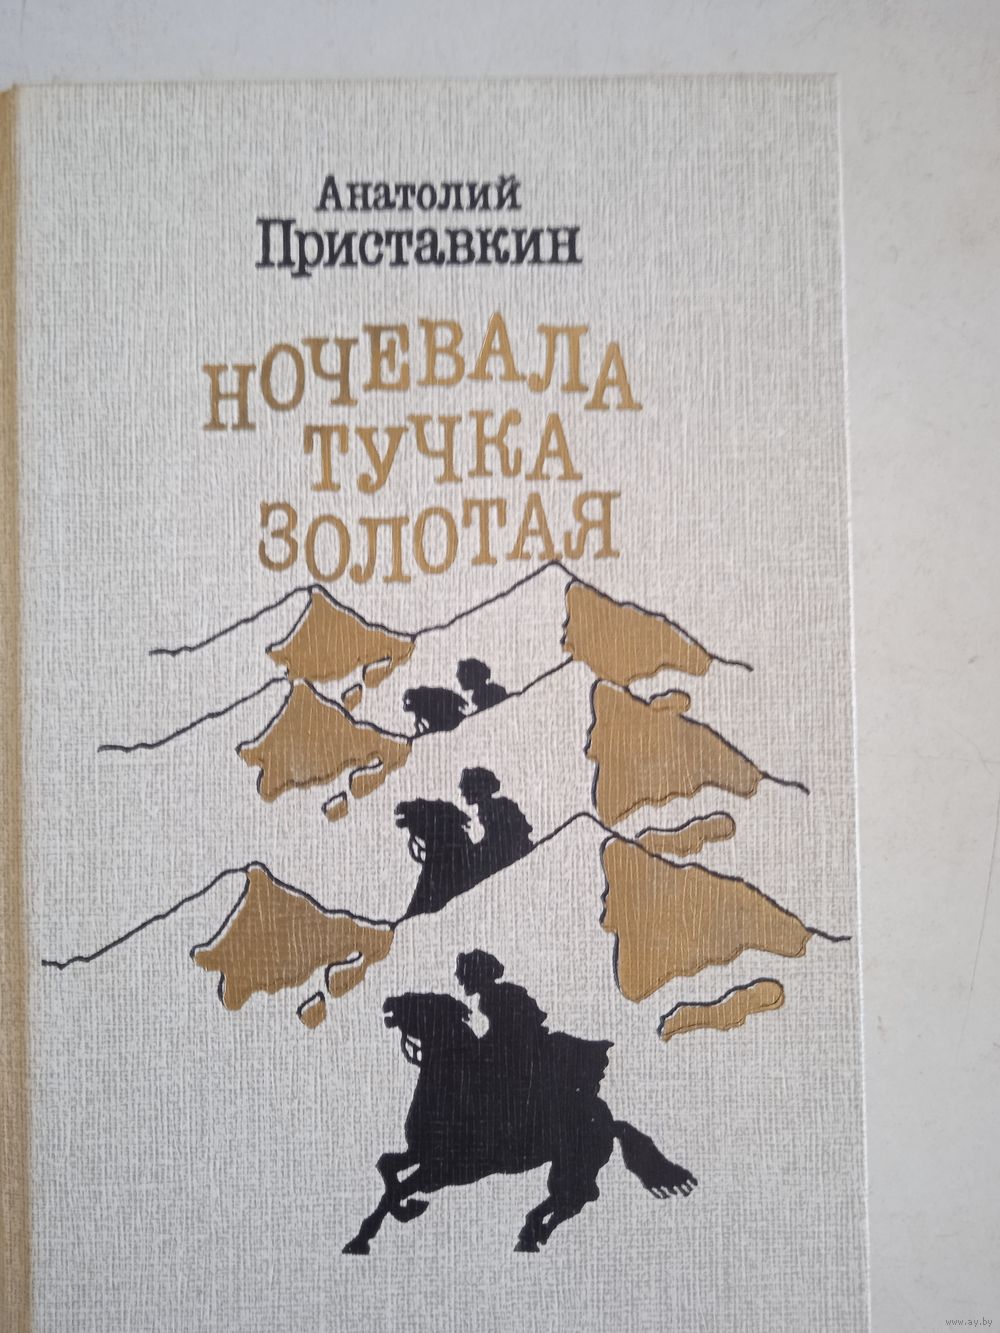 Анатолий
Приставкин
НОЧЕВАЛА
ТУЧКА
ЗОЛОТАЯ
www.ay.by